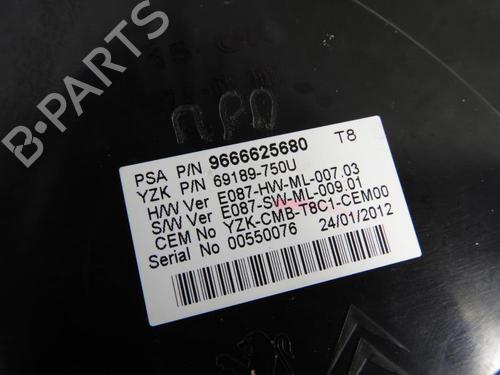 PSA P/N 9666625680 T8
YZK P/N 69189-750U
H/W Ver E087-HW-ML-007.03
S/W Ver E087-SW-ML-009.01
CEM No YZK-CMB-T8C1-CEM00
Serial No 00550076 24/01/2012